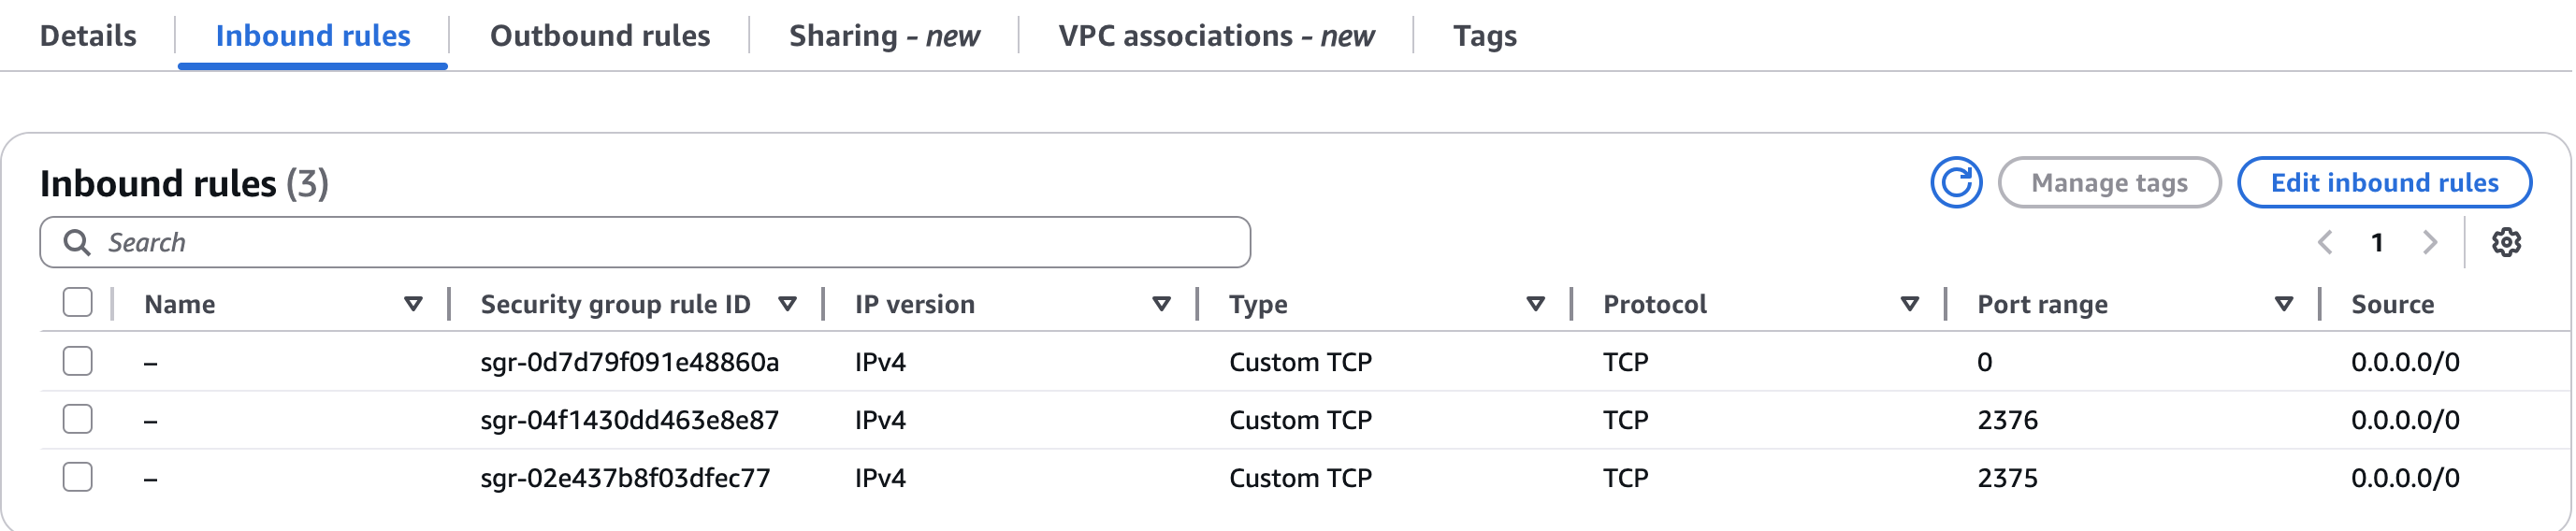 Details Inbound rules Outbound rules Sharing - new VPC associations - new Tags
Inbound rules (3) Manage tags Edit inbound rules
Search 1
Name Security group rule ID IP version Type Protocol Port range Source
– sgr-0d7d79f091e48860a IPv4 Custom TCP TCP 0 0.0.0.0/0
– sgr-04f1430dd463e8e87 IPv4 Custom TCP TCP 2376 0.0.0.0/0
– sgr-02e437b8f03dfec77 IPv4 Custom TCP TCP 2375 0.0.0.0/0